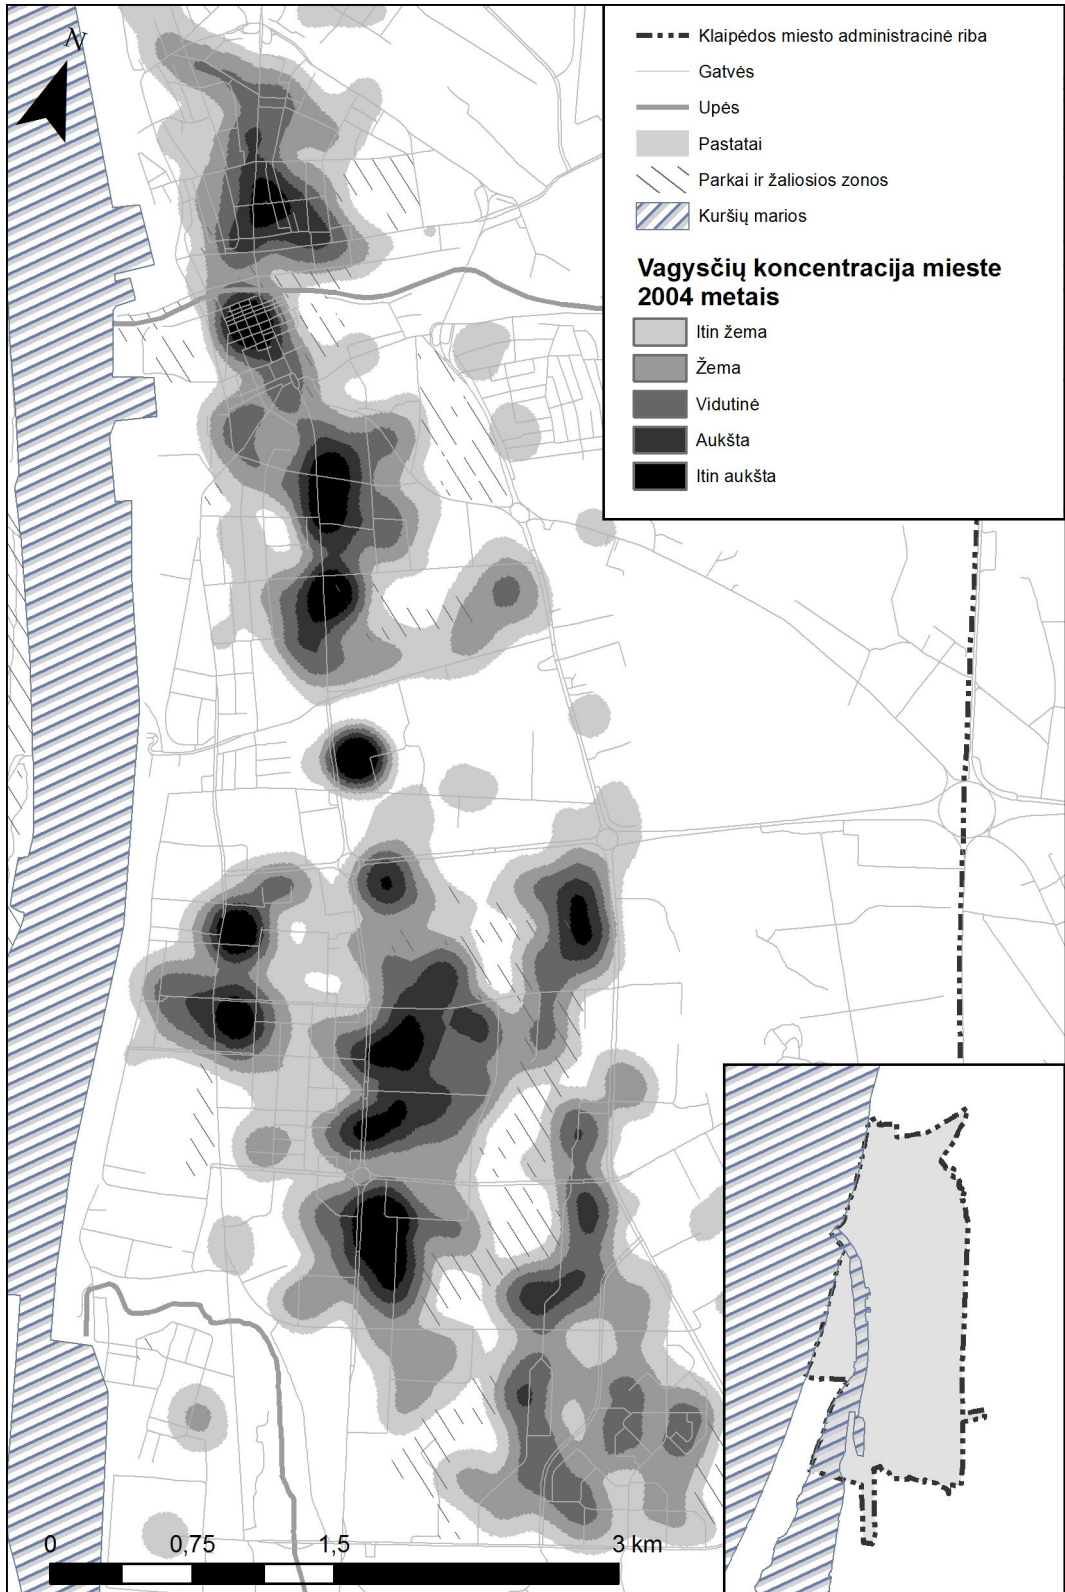 N
Klaipėdos miesto administracinė riba
Gatvės
Upės
Pastatai
Parkai ir žaliosios zonos
Kuršių marios
Vagysčių koncentracija mieste
2004 metais
Itin žema
Žema
Vidutinė
Aukšta
Itin aukšta
0 0,75 1,5 3 km